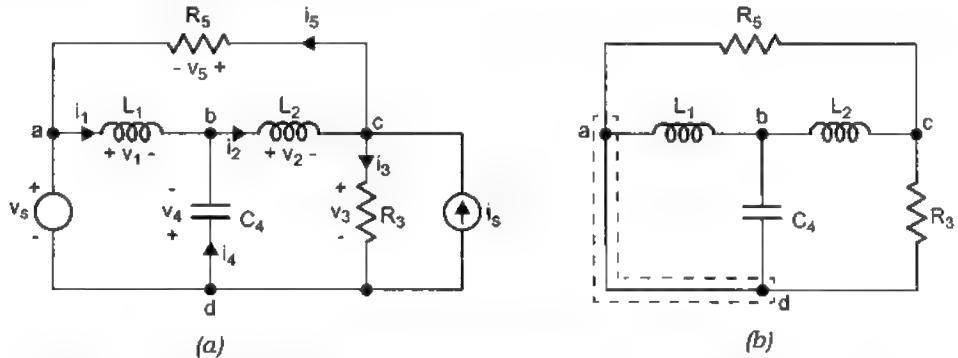 R5
i5
- v5 +
a
i1
L1
+ v1 -
b
i2
L2
+ v2 -
c
i3
+
vs
-
-
v4
+
C4
i4
+
v3
-
R3
is
d
(a)
R5
a
L1
b
L2
c
C4
R3
d
(b)